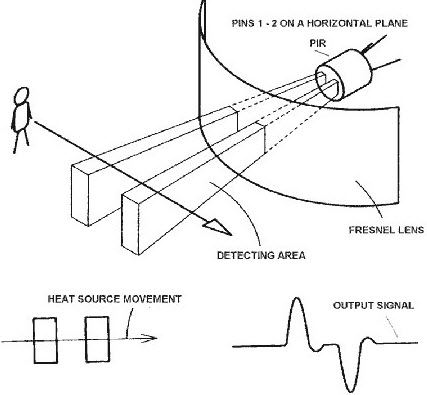 PINS 1 - 2 ON A HORIZONTAL PLANE
PIR
FRESNEL LENS
DETECTING AREA
HEAT SOURCE MOVEMENT
OUTPUT SIGNAL